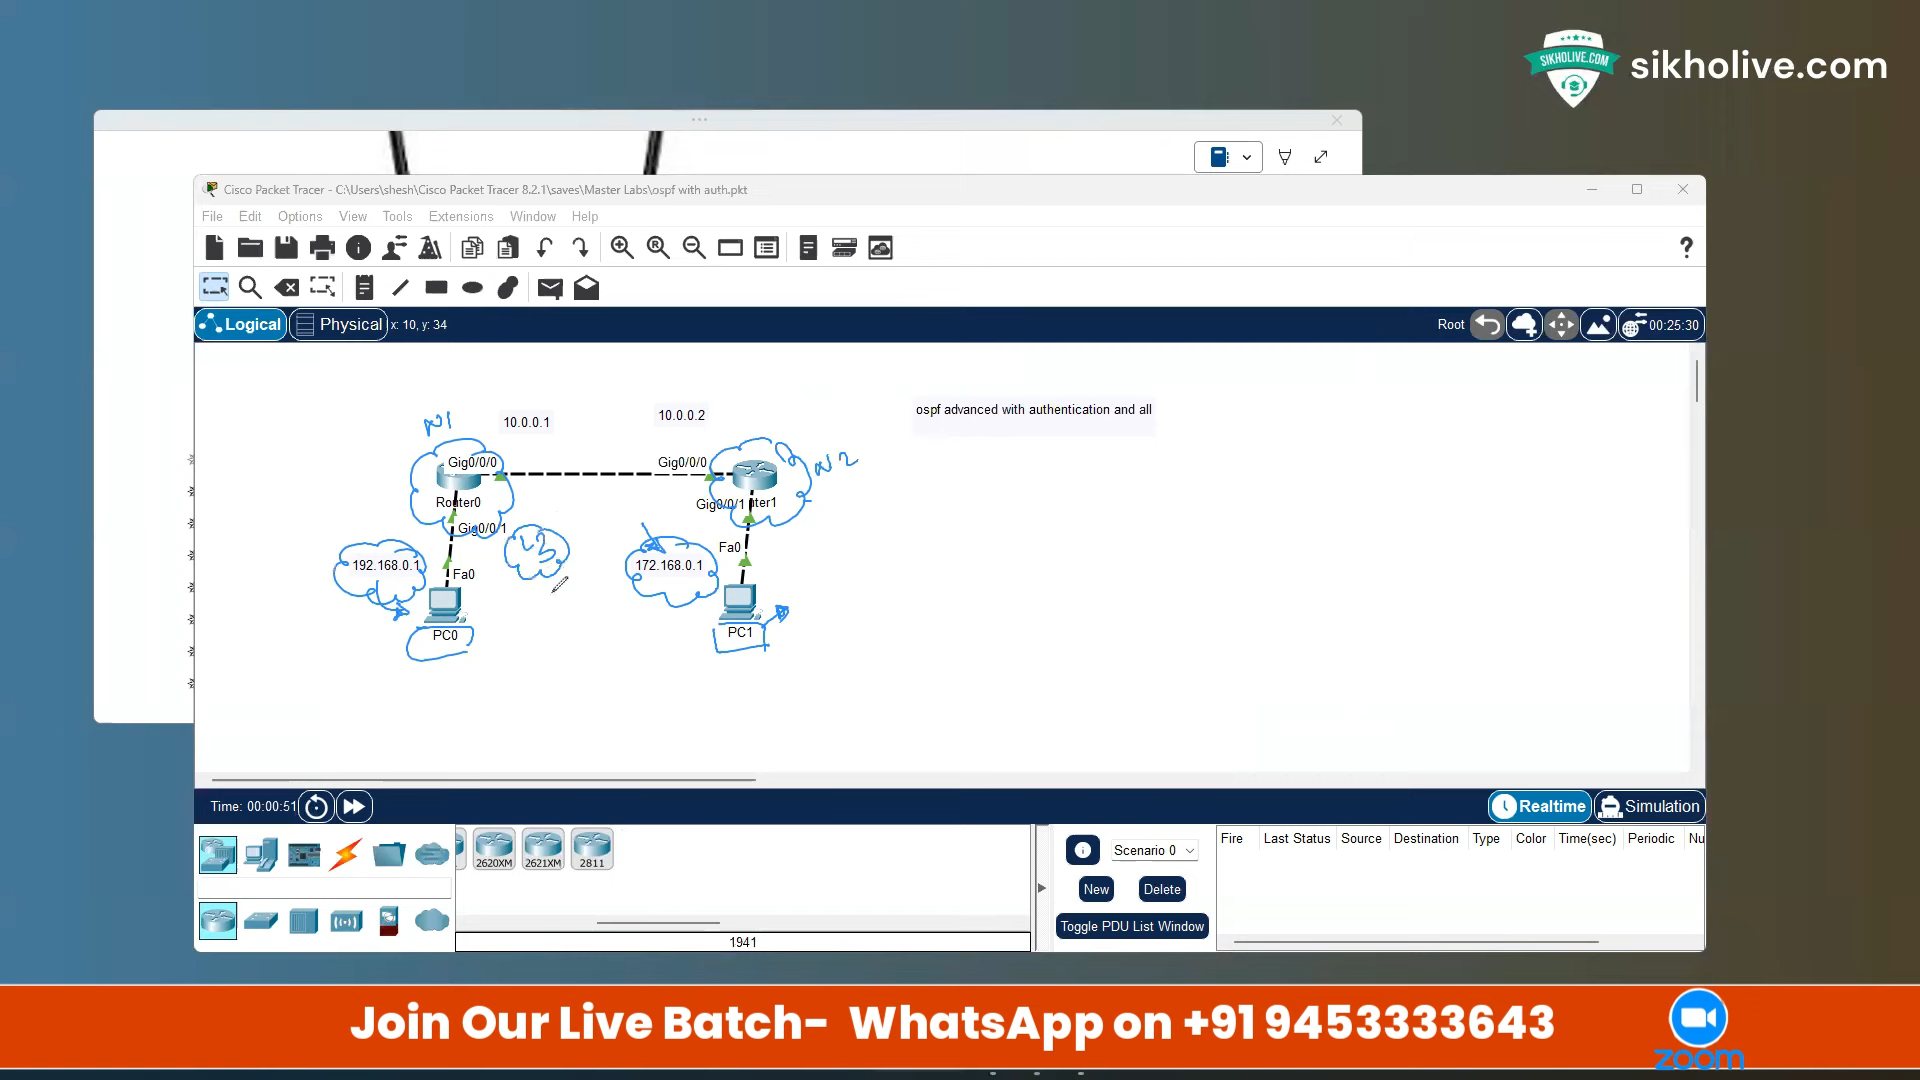 SIKHOLIVE.COM
sikholive.com
Cisco Packet Tracer - C:\Users\shesh\Cisco Packet Tracer 8.2.1\saves\Master Labs\ospf with auth.pkt
File Edit Options View Tools Extensions Window Help
Logical Physical x: 10, y: 34 Root 00:25:30
ospf advanced with authentication and all
N1 10.0.0.1 10.0.0.2
Gig0/0/0 Gig0/0/0 N2
Router0 Gig0/0/1 nter1
Gig0/0/1
Fa0
192.168.0.1 172.168.0.1
Fa0
PC0 PC1
Time: 00:00:51 Realtime Simulation
2620XM 2621XM 2811
Scenario 0
New Delete
Toggle PDU List Window
Fire Last Status Source Destination Type Color Time(sec) Periodic Nu
1941
Join Our Live Batch- WhatsApp on +91 9453333643
zoom